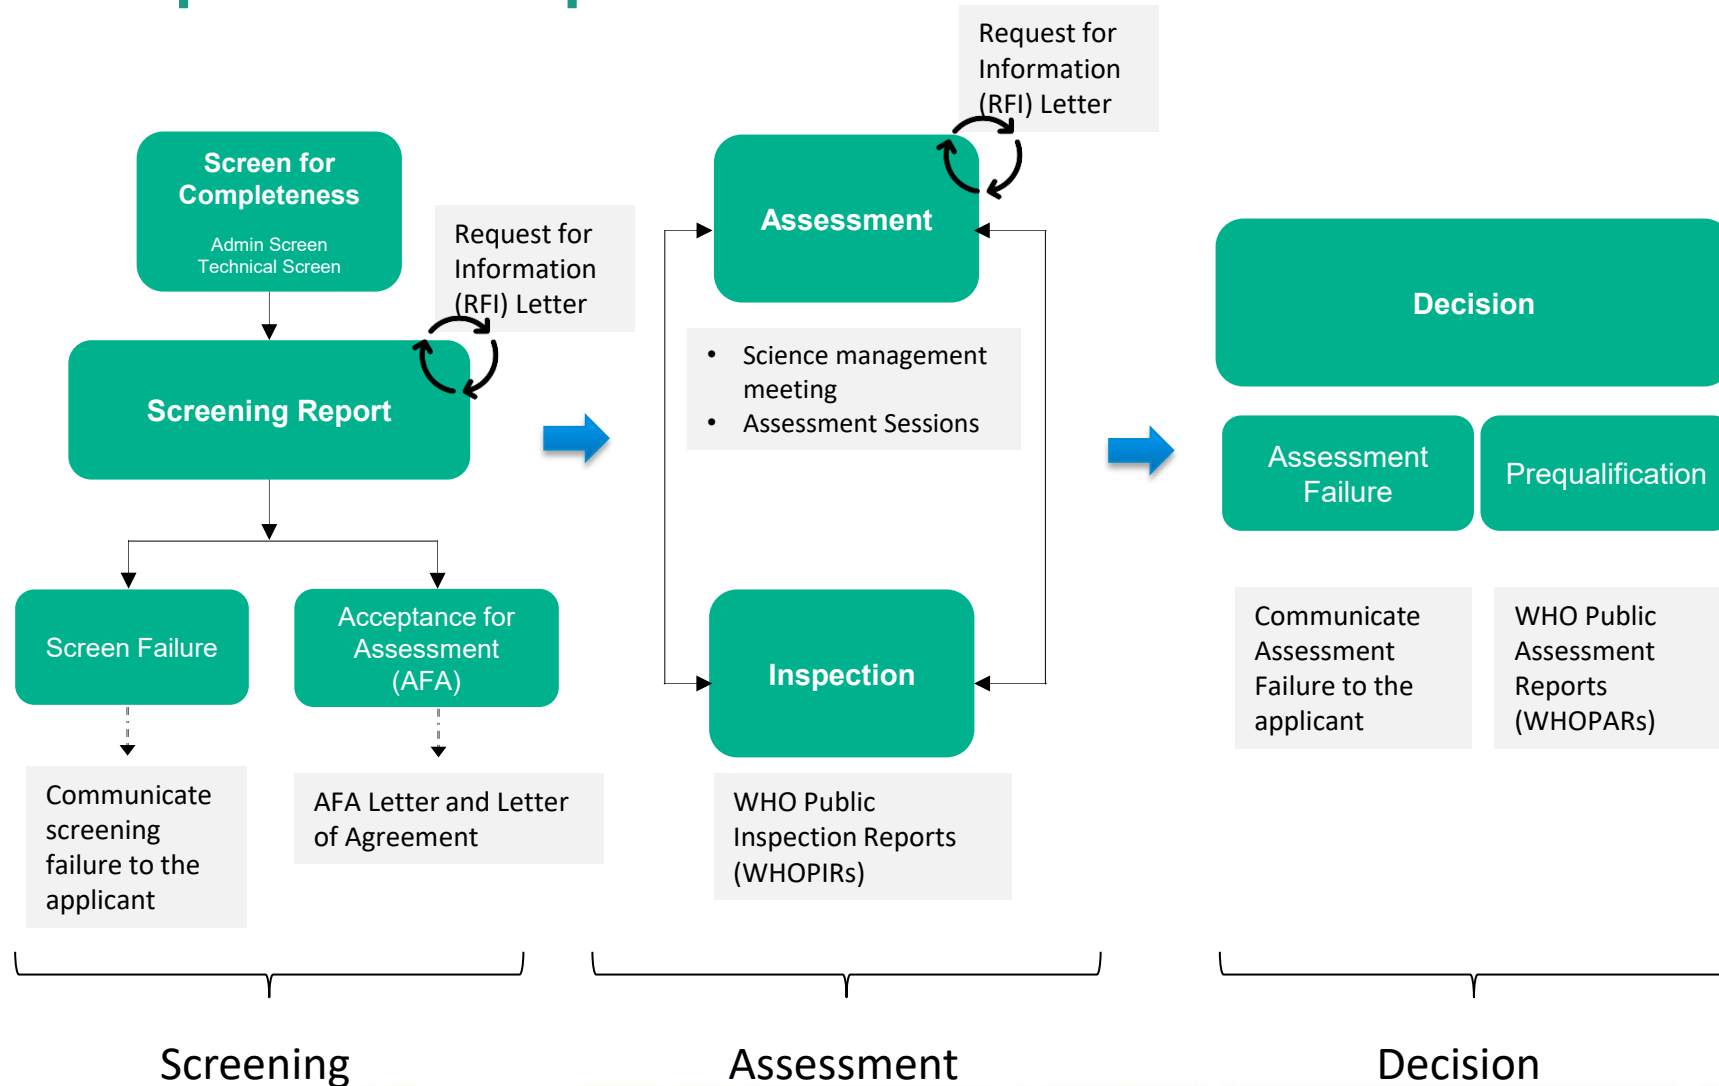 Screen for
Completeness
Admin Screen
Technical Screen
Request for
Information
(RFI) Letter
Screening Report
Screen Failure
Acceptance for
Assessment
(AFA)
Communicate
screening
failure to the
applicant
AFA Letter and Letter
of Agreement
Request for
Information
(RFI) Letter
Assessment
• Science management
meeting
• Assessment Sessions
Inspection
WHO Public
Inspection Reports
(WHOPIRs)
Decision
Assessment
Failure
Prequalification
Communicate
Assessment
Failure to the
applicant
WHO Public
Assessment
Reports
(WHOPARs)
Screening
Assessment
Decision